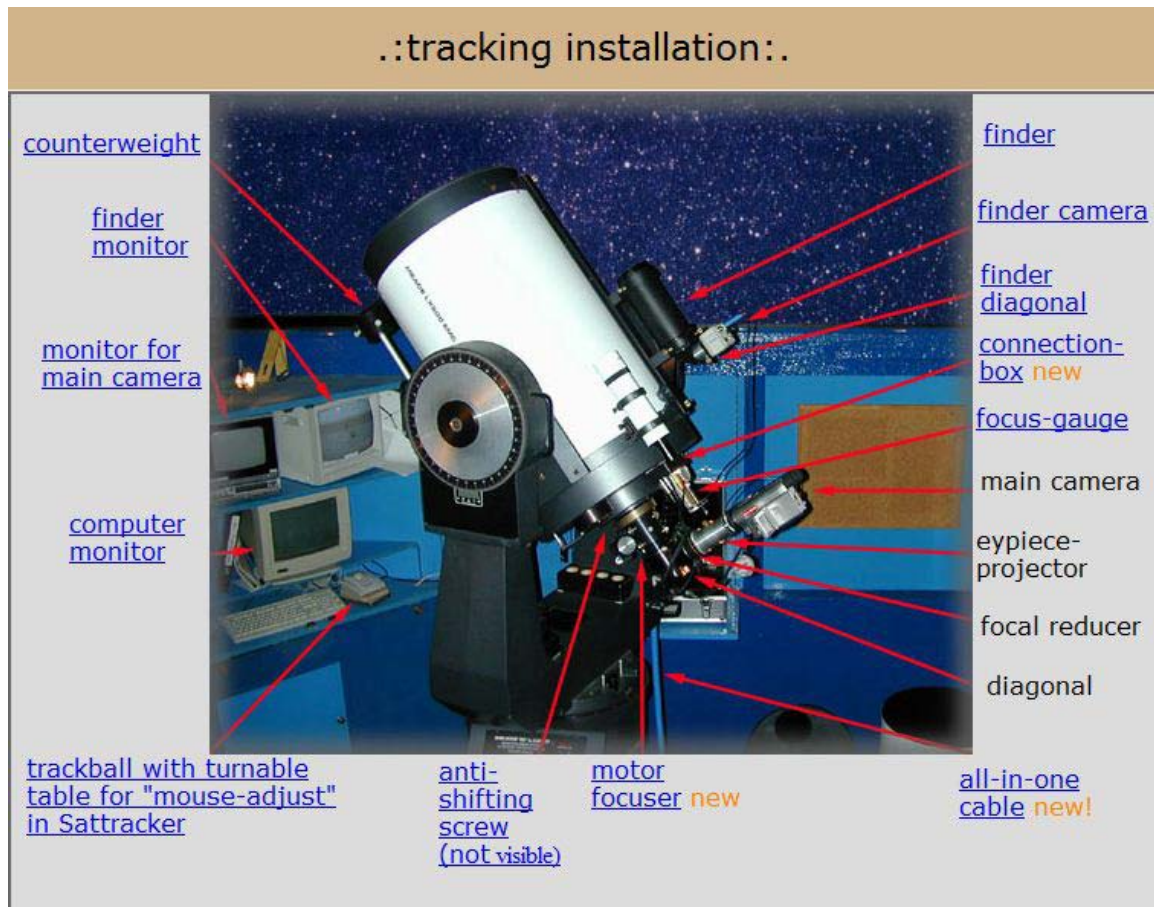 .:tracking installation:.
counterweight
finder
monitor
monitor for
main camera
computer
monitor
trackball with turnable
table for "mouse-adjust"
in Sattracker
anti-
shifting
screw
(not visible)
motor
focuser new
finder
finder camera
finder
diagonal
connection-
box new
focus-gauge
main camera
eypiece-
projector
focal reducer
diagonal
all-in-one
cable new!